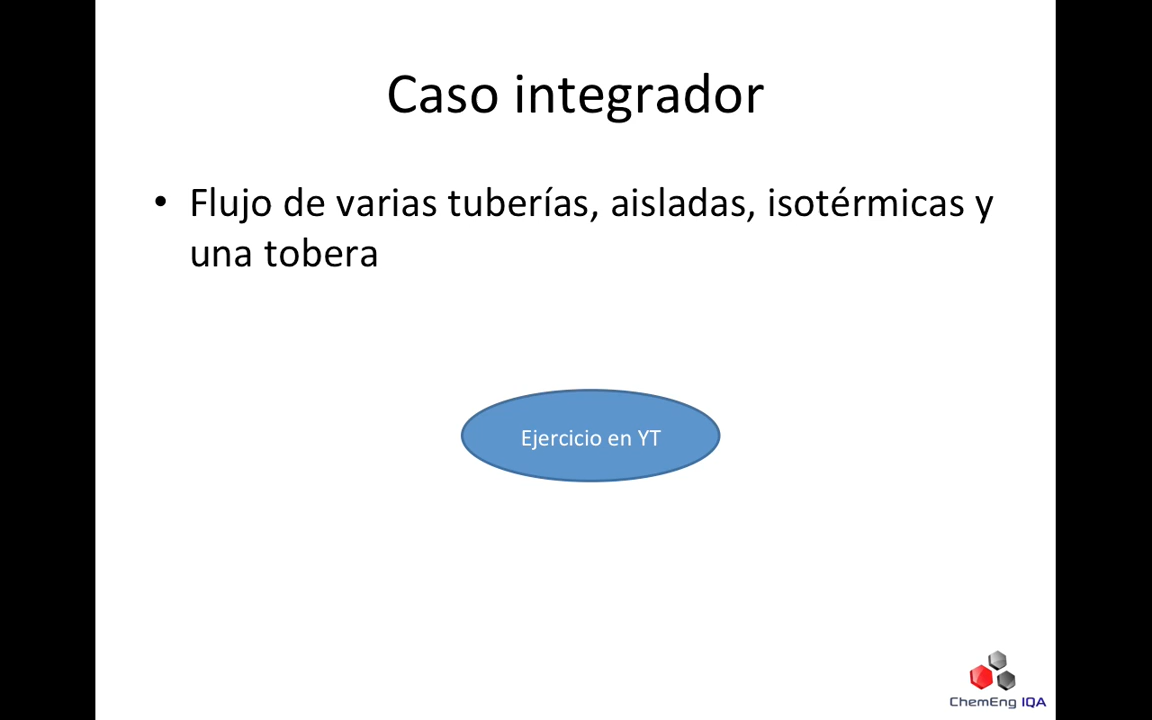 Caso integrador
• Flujo de varias tuberías, aisladas, isotérmicas y
una tobera
Ejercicio en YT
ChemEng IQA